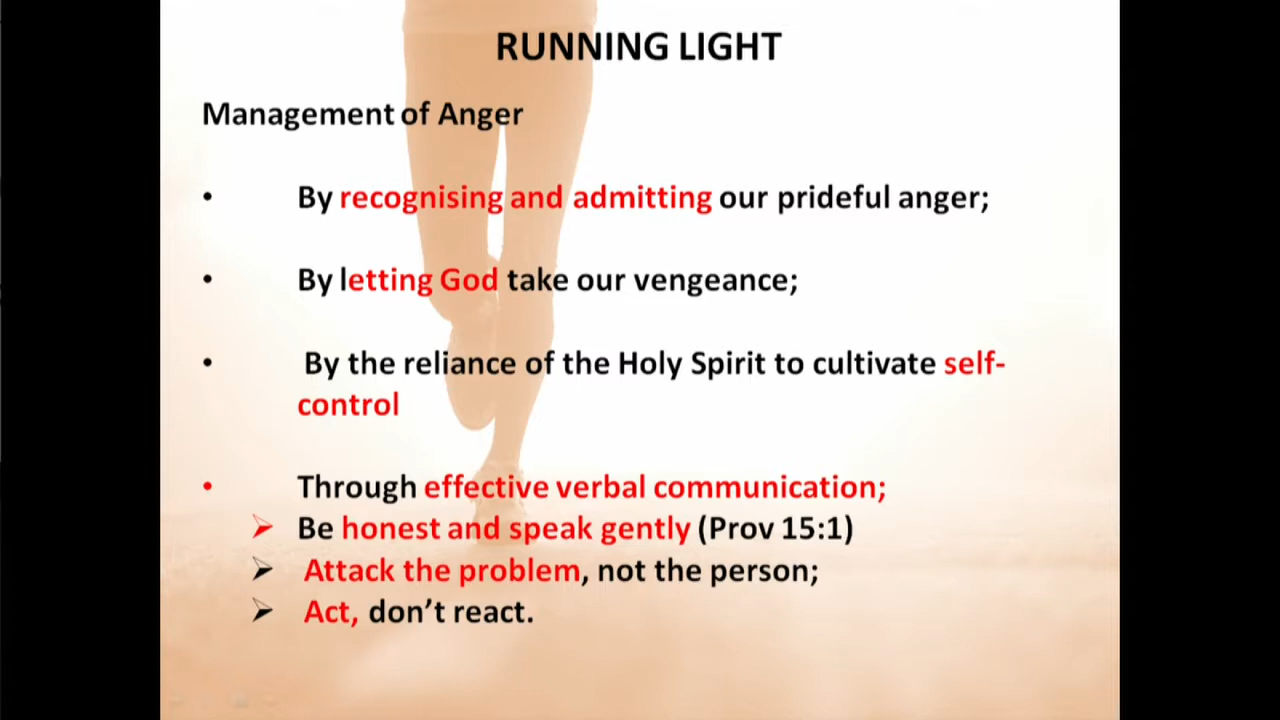 RUNNING LIGHT
Management of Anger
• By recognising and admitting our prideful anger;
• By letting God take our vengeance;
• By the reliance of the Holy Spirit to cultivate self-
control
• Through effective verbal communication;
➢ Be honest and speak gently (Prov 15:1)
➢ Attack the problem, not the person;
➢ Act, don’t react.